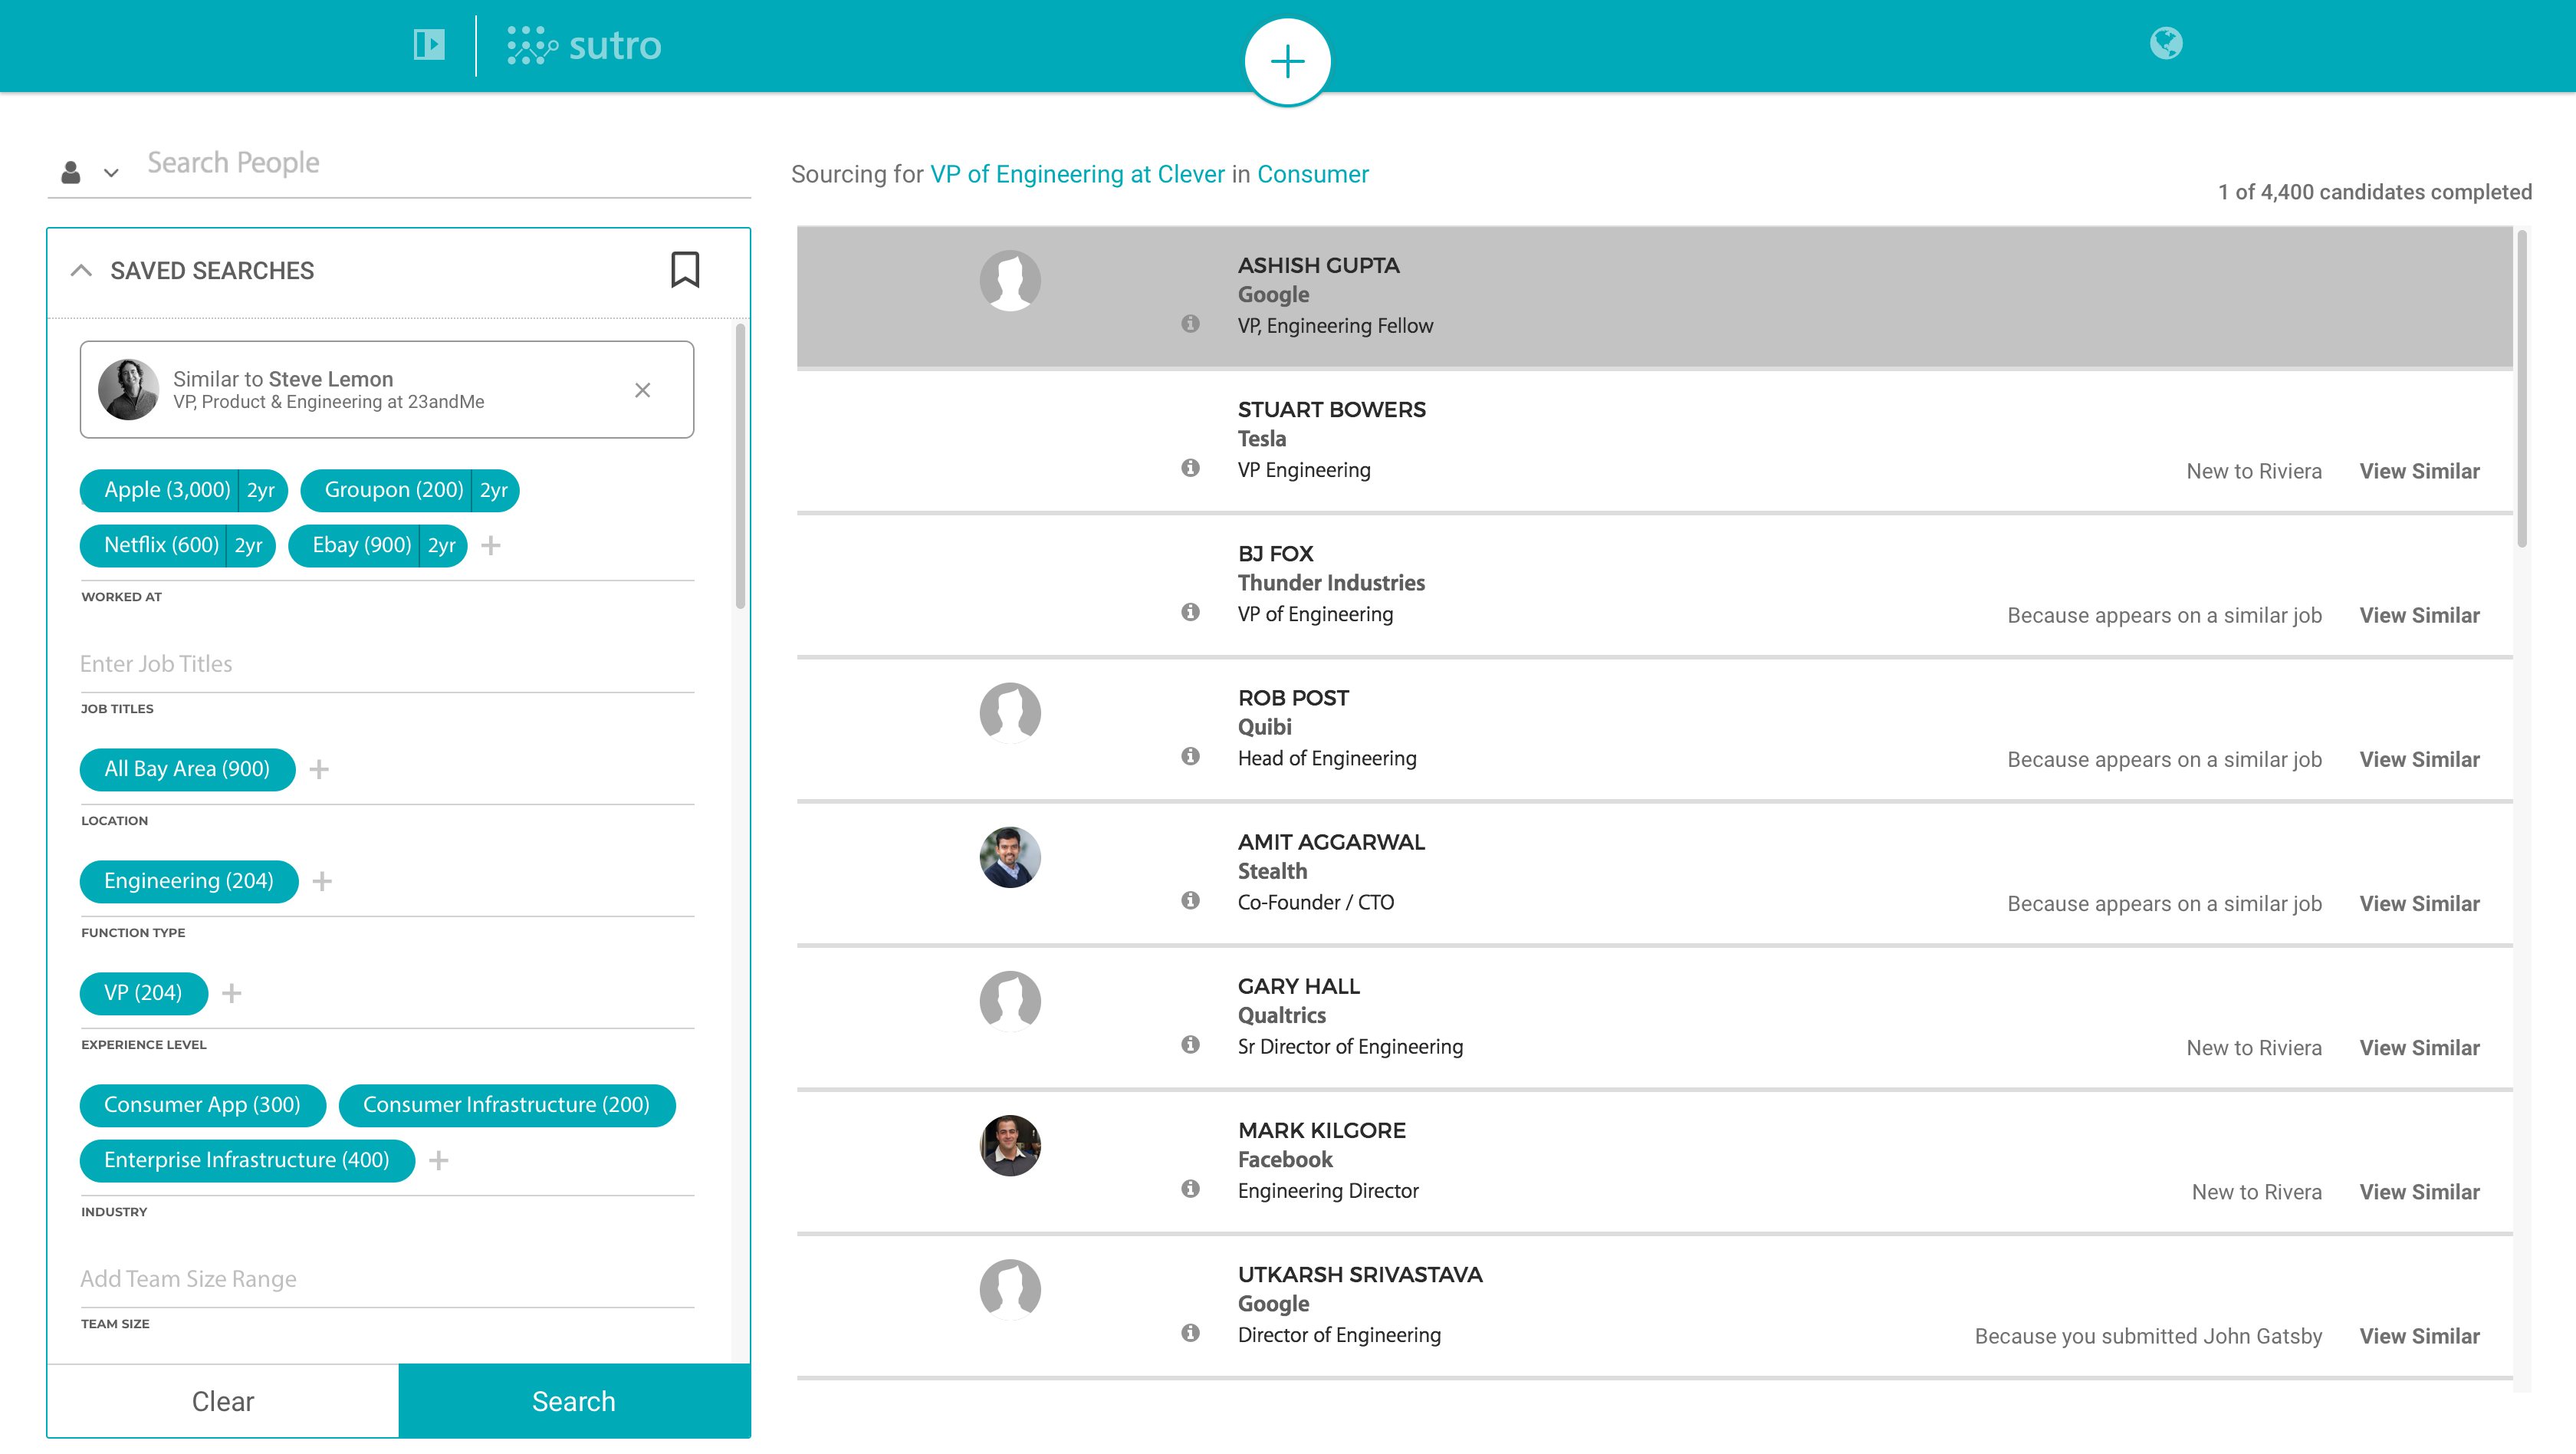 sutro
Search People
SAVED SEARCHES
Similar to Steve Lemon
VP, Product & Engineering at 23andMe
Apple (3,000) 2yr Groupon (200) 2yr
Netflix (600) 2yr Ebay (900) 2yr
WORKED AT
Enter Job Titles
JOB TITLES
All Bay Area (900)
LOCATION
Engineering (204)
FUNCTION TYPE
VP (204)
EXPERIENCE LEVEL
Consumer App (300) Consumer Infrastructure (200)
Enterprise Infrastructure (400)
INDUSTRY
Add Team Size Range
TEAM SIZE
Clear Search
Sourcing for VP of Engineering at Clever in Consumer
1 of 4,400 candidates completed
ASHISH GUPTA
Google
VP, Engineering Fellow
STUART BOWERS
Tesla
VP Engineering
New to Riviera View Similar
BJ FOX
Thunder Industries
VP of Engineering
Because appears on a similar job View Similar
ROB POST
Quibi
Head of Engineering
Because appears on a similar job View Similar
AMIT AGGARWAL
Stealth
Co-Founder / CTO
Because appears on a similar job View Similar
GARY HALL
Qualtrics
Sr Director of Engineering
New to Riviera View Similar
MARK KILGORE
Facebook
Engineering Director
New to Rivera View Similar
UTKARSH SRIVASTAVA
Google
Director of Engineering
Because you submitted John Gatsby View Similar